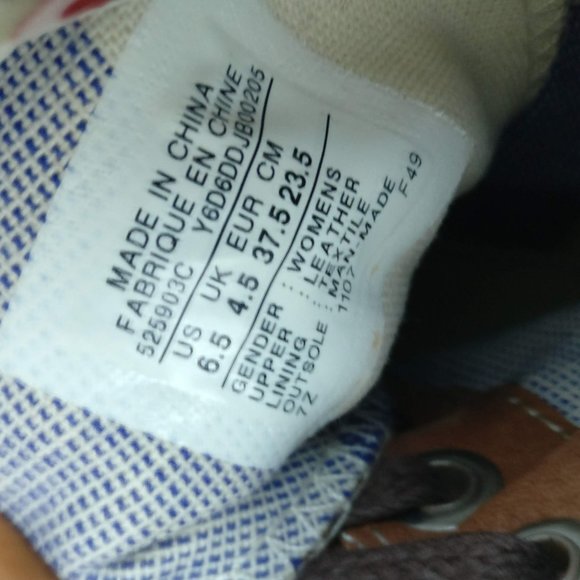 MADE IN CHINA
FABRIQUE EN CHINE
525903C Y6D6DDJB00205
US UK EUR CM
6.5 4.5 37.5 23.5
GENDER : WOMENS
UPPER : LEATHER
LINING : TEXTILE
OUTSOLE : MAN-MADE
7Z 1107 F49